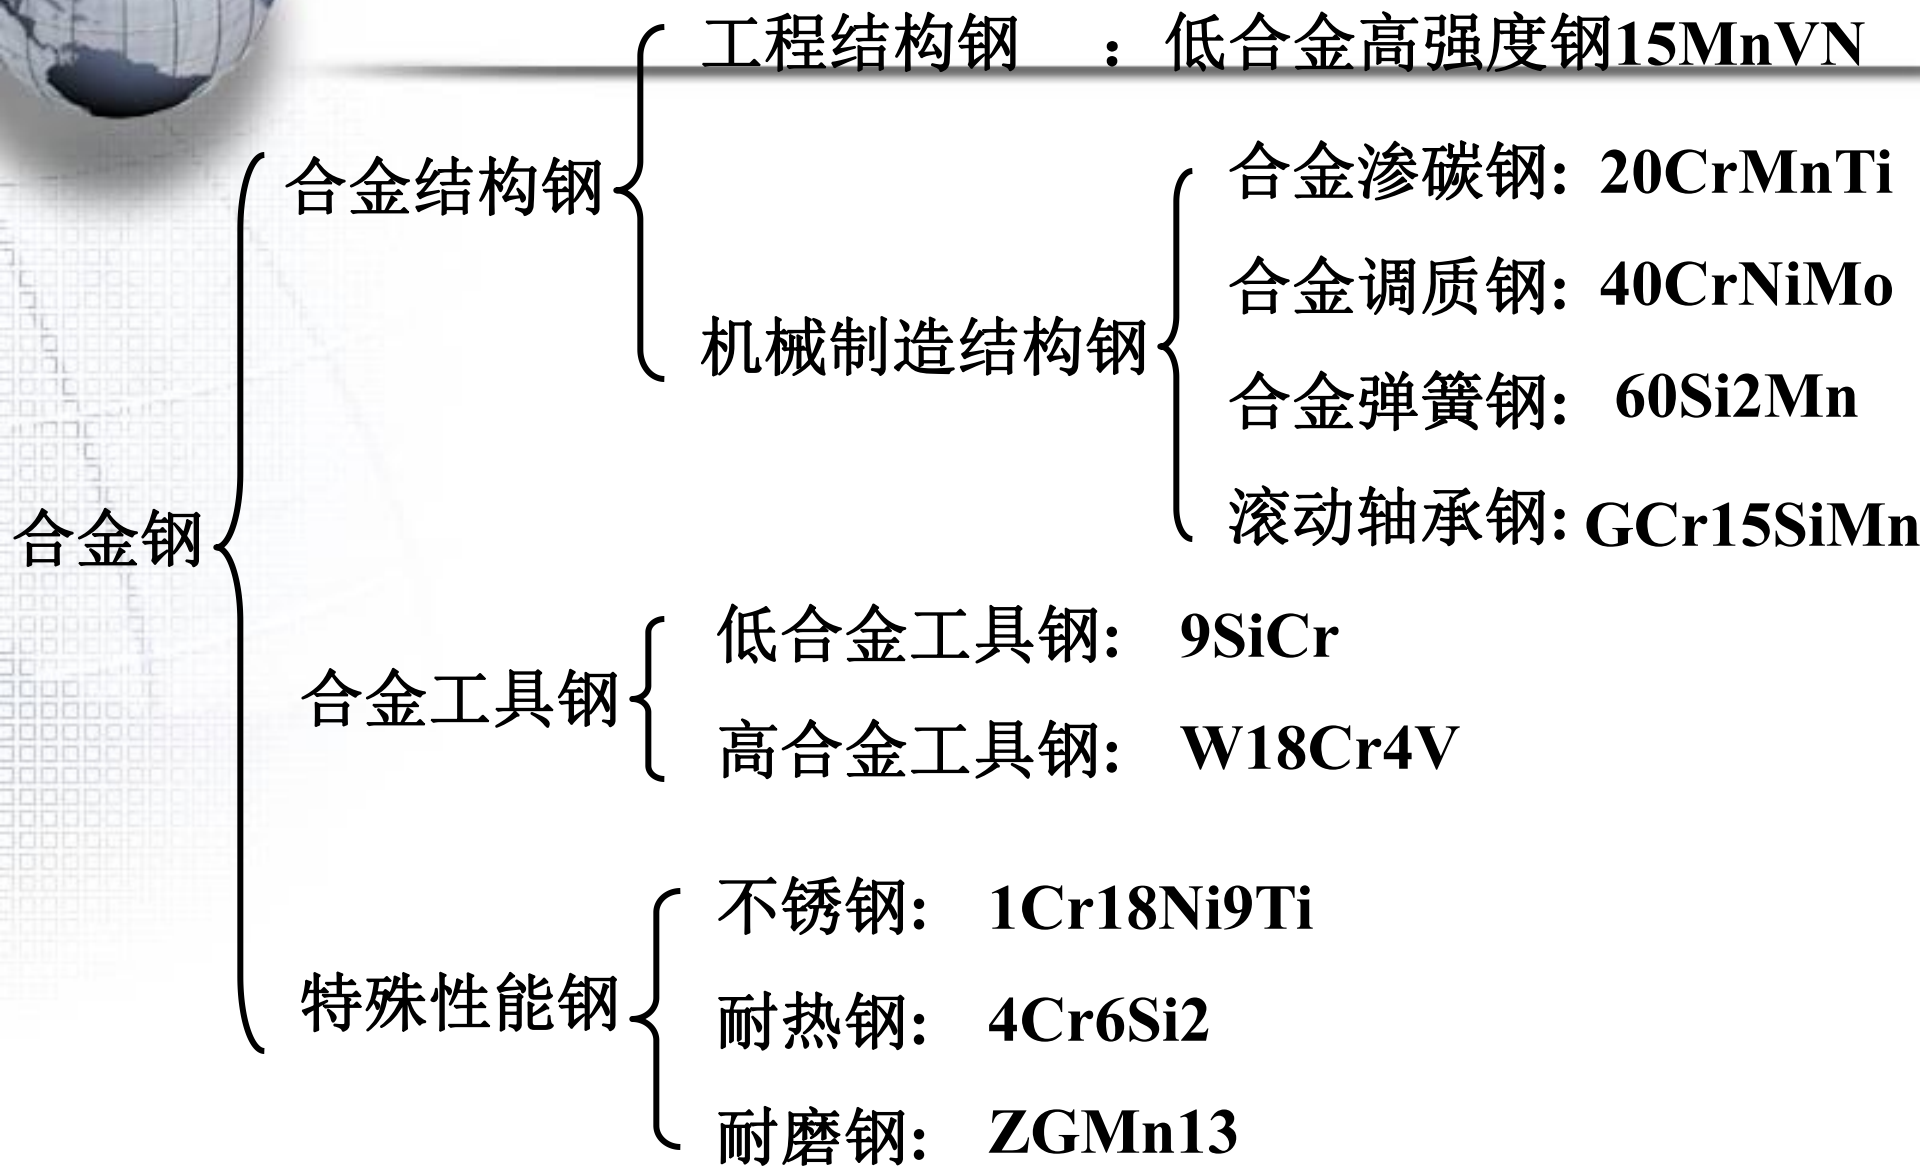 工程结构钢 ：低合金高强度钢15MnVN
合金结构钢
合金渗碳钢: 20CrMnTi
合金调质钢: 40CrNiMo
机械制造结构钢
合金弹簧钢: 60Si2Mn
滚动轴承钢: GCr15SiMn
合金钢
低合金工具钢: 9SiCr
合金工具钢
高合金工具钢: W18Cr4V
不锈钢: 1Cr18Ni9Ti
特殊性能钢
耐热钢: 4Cr6Si2
耐磨钢: ZGMn13